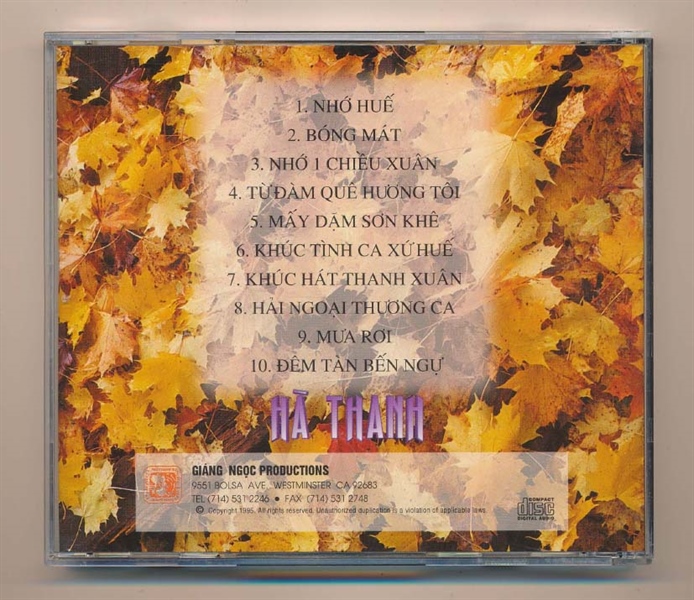 1. NHỚ HUẾ
2. BÓNG MÁT
3. NHỚ 1 CHIỀU XUÂN
4. TỪ ĐÀM QUÊ HƯƠNG TÔI
5. MẤY DẶM SƠN KHÊ
6. KHÚC TÌNH CA XỨ HUẾ
7. KHÚC HÁT THANH XUÂN
8. HẢI NGOẠI THƯƠNG CA
9. MƯA RƠI
10. ĐÊM TÀN BẾN NGỰ
HÀ THANH
GIÁNG NGỌC PRODUCTIONS
9551 BOLSA AVE., WESTMINSTER CA 92683
TEL (714) 531 2246 • FAX (714) 531 2748
© Copyright 1995. All rights reserved. Unauthorized duplication is a violation of applicable laws.
COMPACT
disc
DIGITAL AUDIO